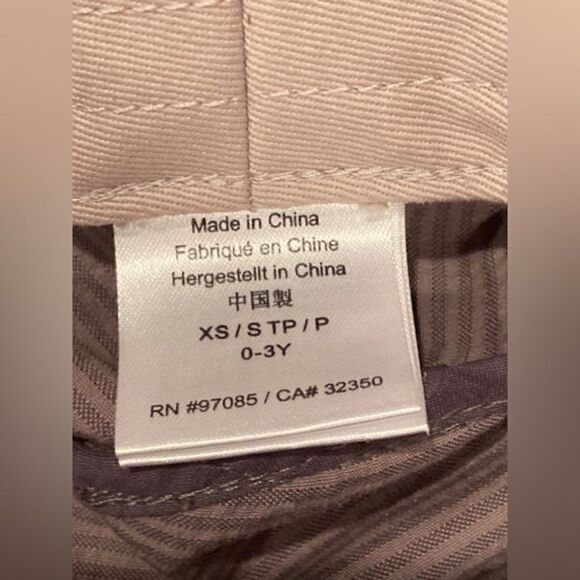 Made in China
Fabriqué en Chine
Hergestellt in China
中国製
XS / S TP / P
0-3Y
RN #97085 / CA# 32350